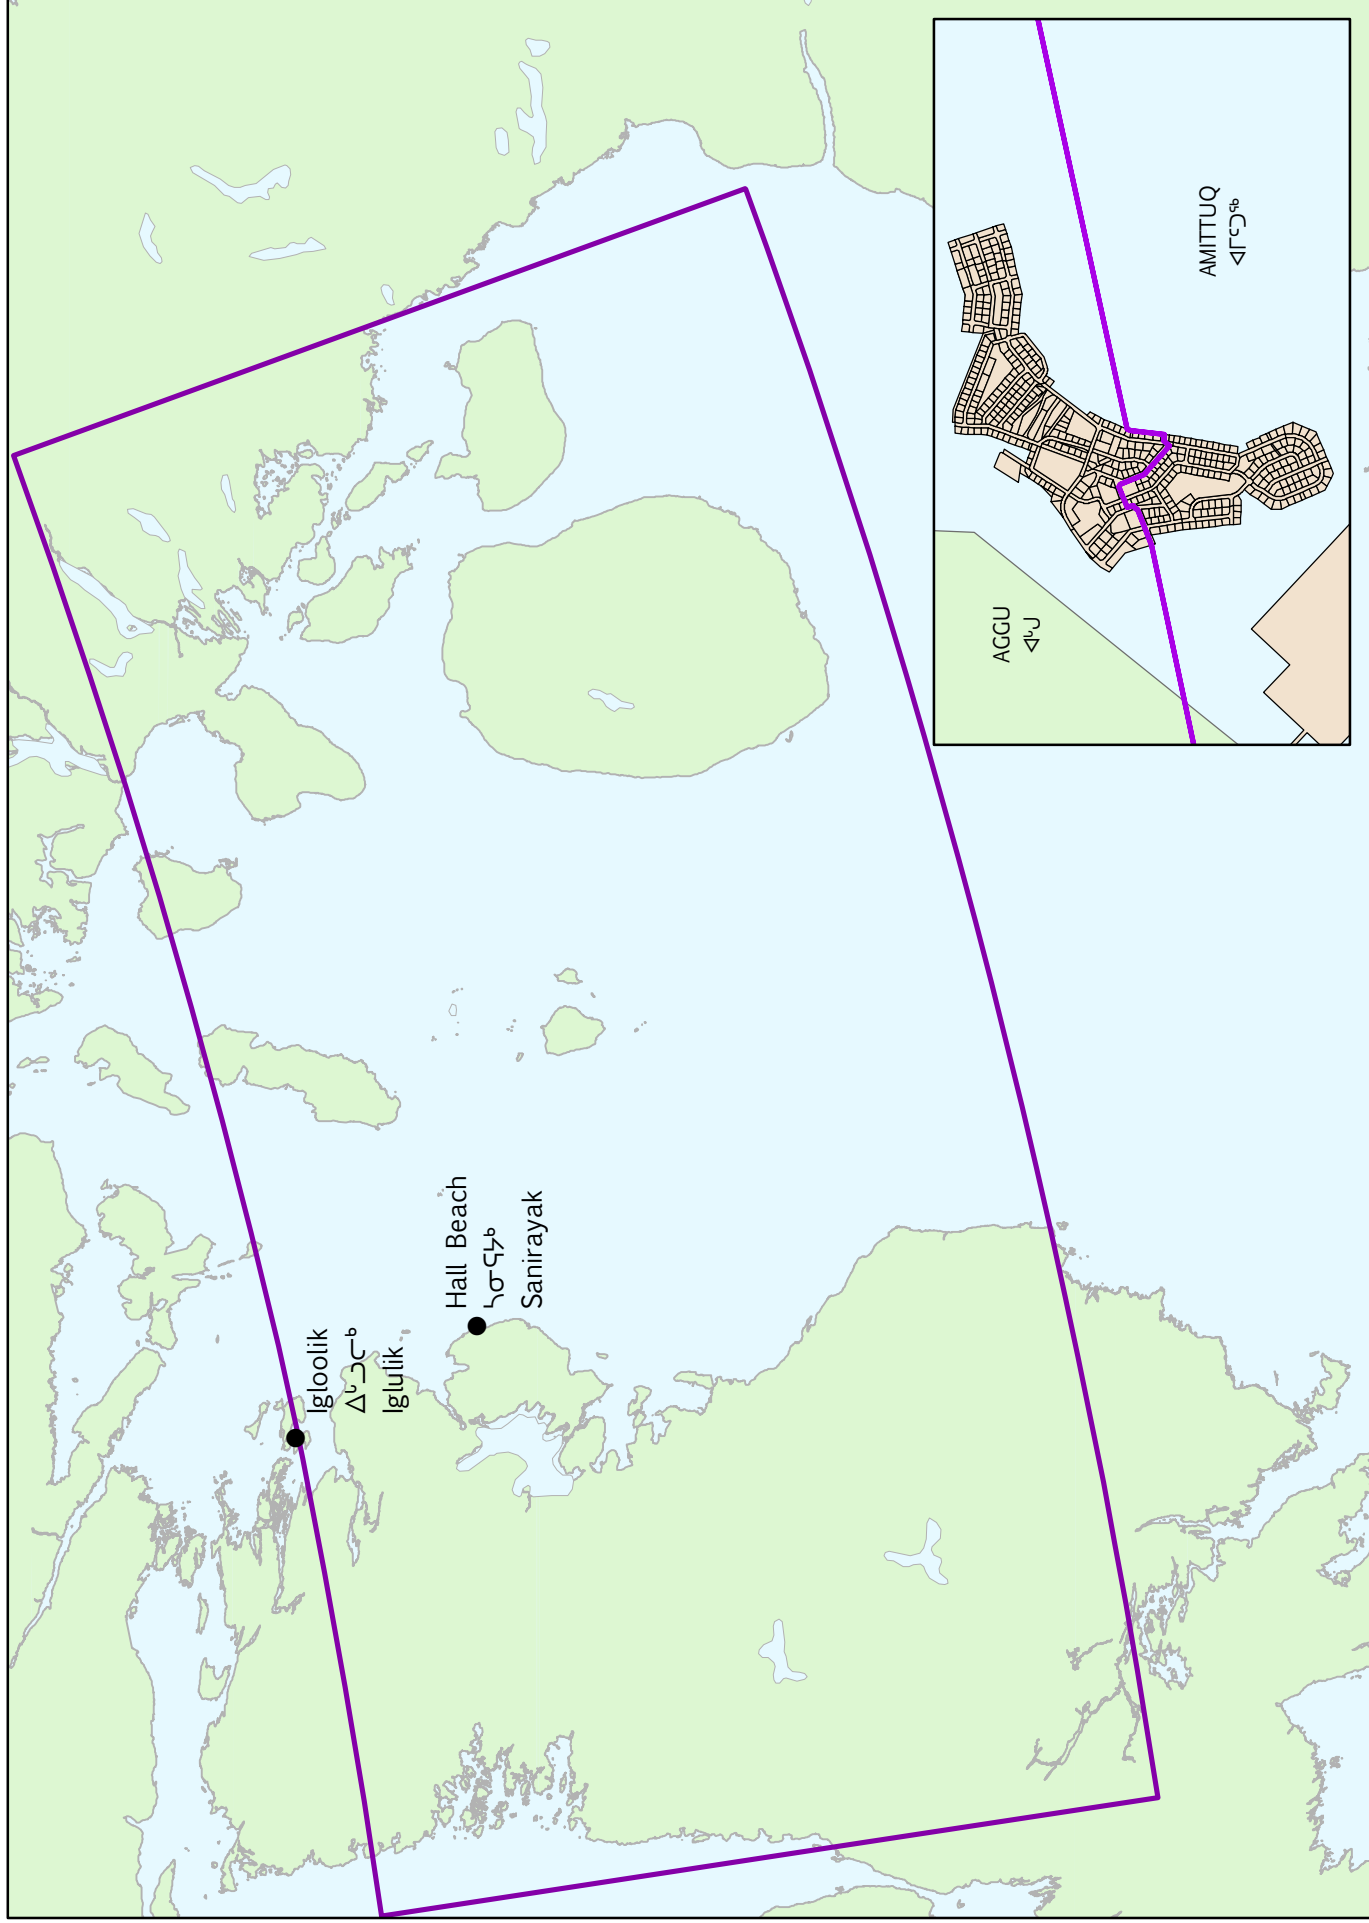 Igloolik
ᐃᒡᓗᓕᒃ
Iglulik
Hall Beach
ᓴᓂᕋᔭᒃ
Sanirayak
AGGU
ᐊᒡᒍ
AMITTUQ
ᐊᒥᑦᑐᖅ